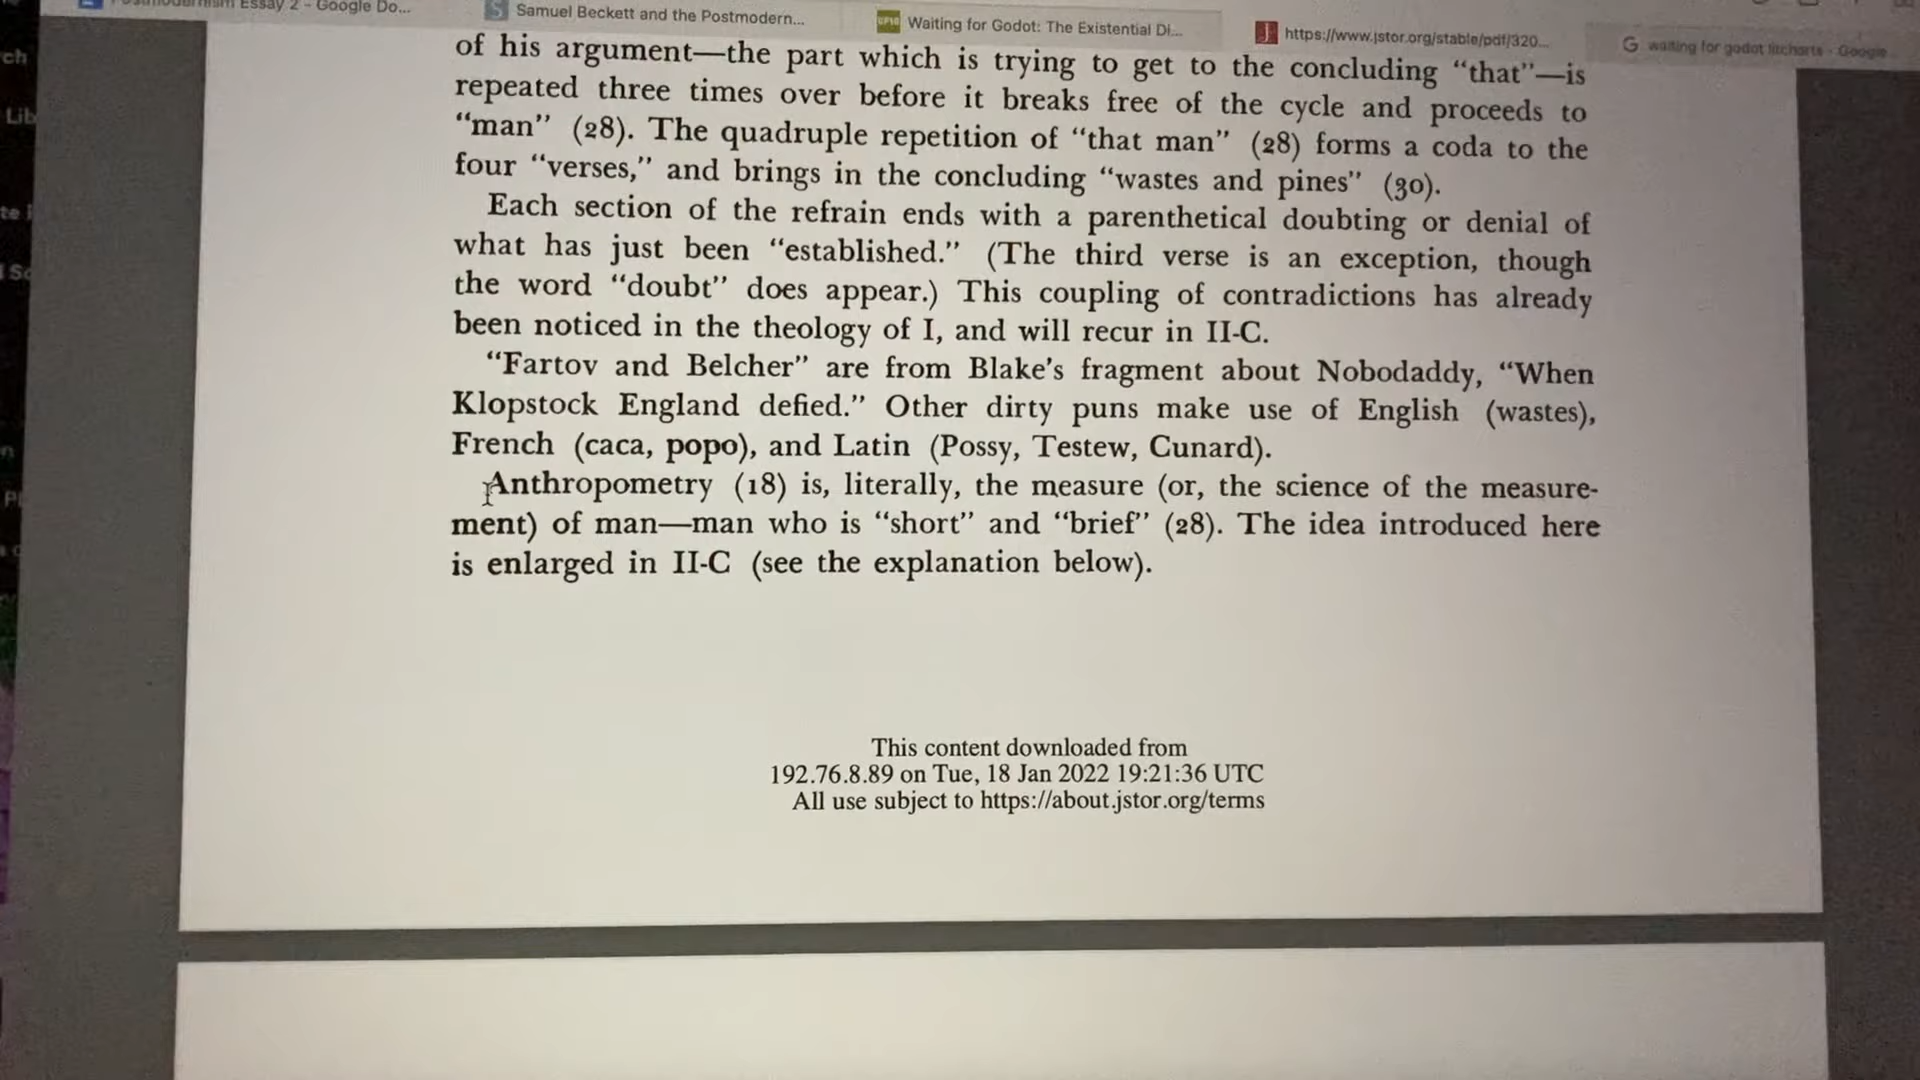 Essay 2 - Google Do...
Samuel Beckett and the Postmodern...
Waiting for Godot: The Existential Di...
https://www.jstor.org/stable/pdf/320...
waiting for godot litcharts - Google
of his argument—the part which is trying to get to the concluding “that”—is
repeated three times over before it breaks free of the cycle and proceeds to
“man” (28). The quadruple repetition of “that man” (28) forms a coda to the
four “verses,” and brings in the concluding “wastes and pines” (30).
Each section of the refrain ends with a parenthetical doubting or denial of
what has just been “established.” (The third verse is an exception, though
the word “doubt” does appear.) This coupling of contradictions has already
been noticed in the theology of I, and will recur in II-C.
“Fartov and Belcher” are from Blake’s fragment about Nobodaddy, “When
Klopstock England defied.” Other dirty puns make use of English (wastes),
French (caca, popo), and Latin (Possy, Testew, Cunard).
Anthropometry (18) is, literally, the measure (or, the science of the measure-
ment) of man—man who is “short” and “brief” (28). The idea introduced here
is enlarged in II-C (see the explanation below).
This content downloaded from
192.76.8.89 on Tue, 18 Jan 2022 19:21:36 UTC
All use subject to https://about.jstor.org/terms